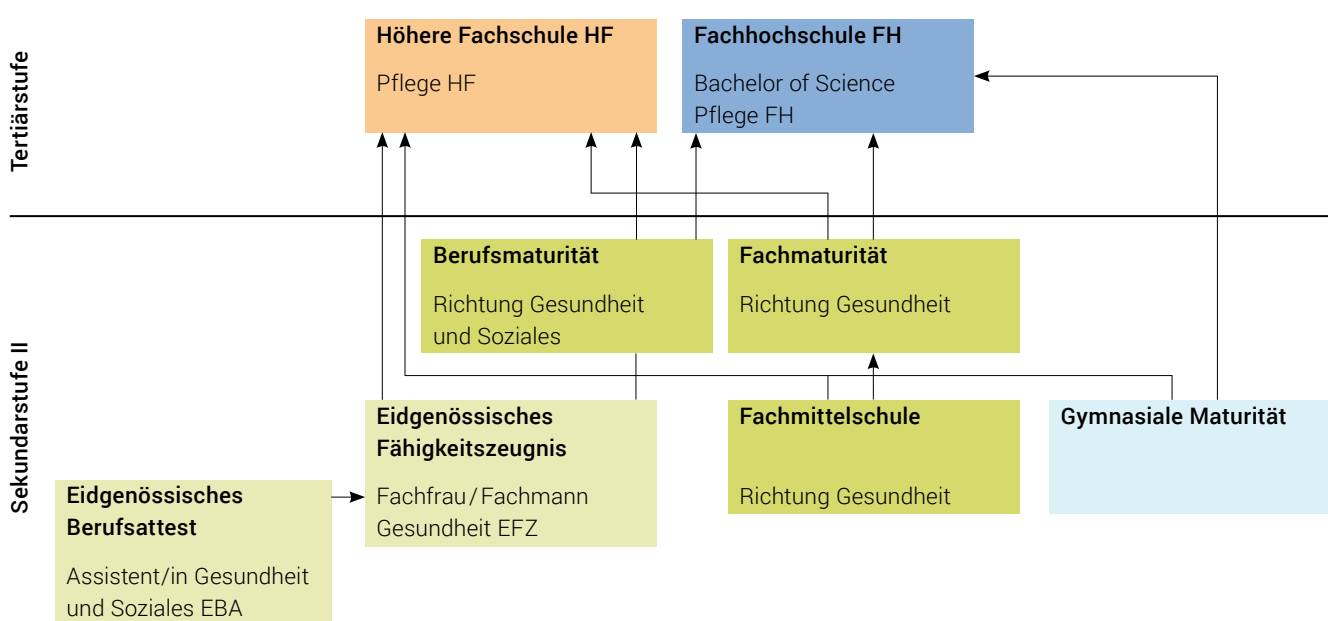 Tertiärstufe
Höhere Fachschule HF
Pflege HF
Fachhochschule FH
Bachelor of Science
Pflege FH
Sekundarstufe II
Berufsmaturität
Richtung Gesundheit
und Soziales
Fachmaturität
Richtung Gesundheit
Eidgenössisches
Fähigkeitszeugnis
Fachfrau/Fachmann
Gesundheit EFZ
Fachmittelschule
Richtung Gesundheit
Gymnasiale Maturität
Eidgenössisches
Berufsattest
Assistent/in Gesundheit
und Soziales EBA